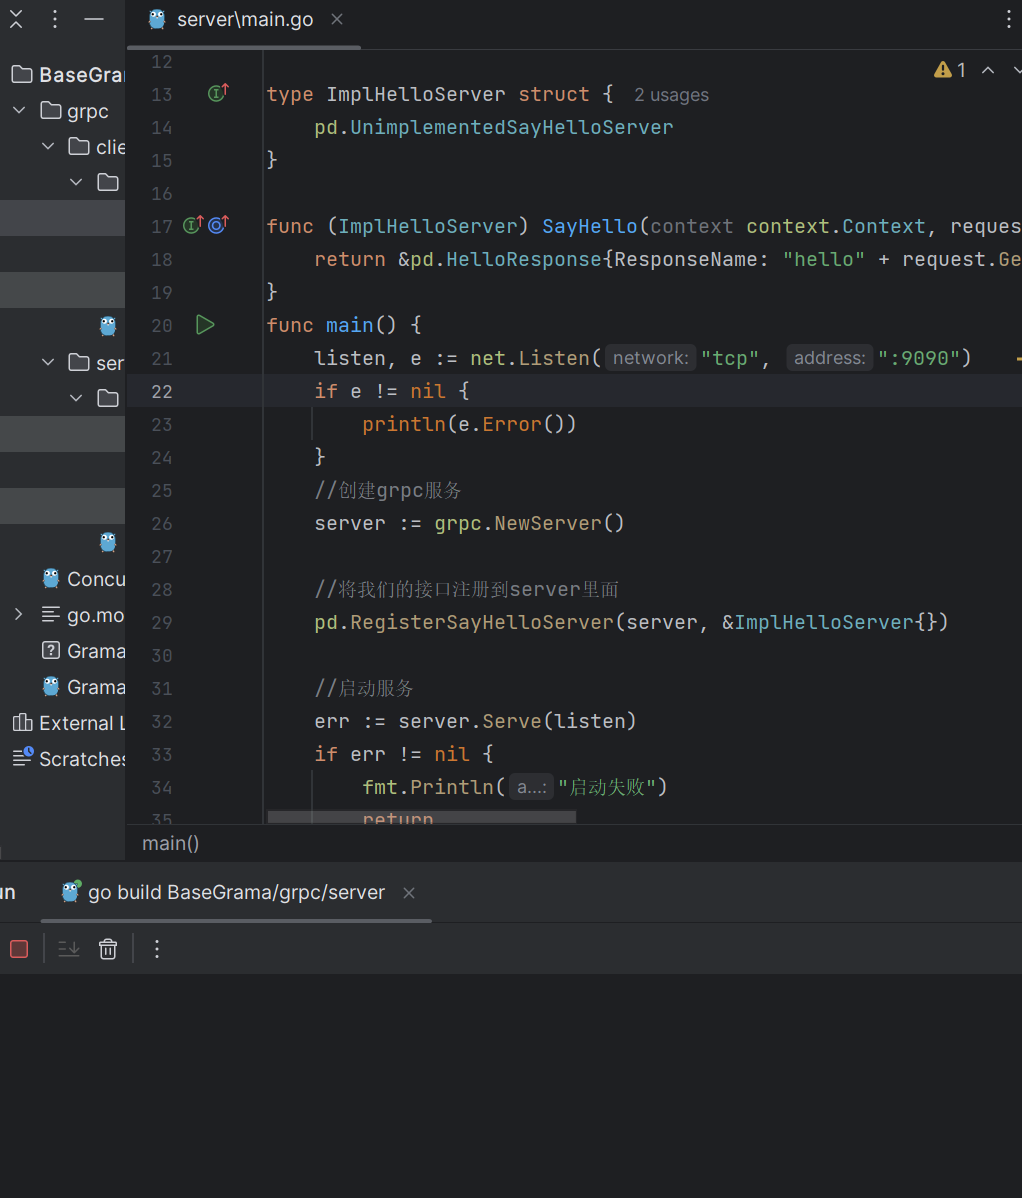 server\main.go
BaseGra
grpc
clie
ser
Concu
go.mo
Grama
Grama
External L
Scratches
1
12
13 type ImplHelloServer struct { 2 usages
14 pd.UnimplementedSayHelloServer
15 }
16
17 func (ImplHelloServer) SayHello(context context.Context, reques
18 return &pd.HelloResponse{ResponseName: "hello" + request.Ge
19 }
20 func main() {
21 listen, e := net.Listen( network: "tcp", address: ":9090")
22 if e != nil {
23 println(e.Error())
24 }
25 //创建grpc服务
26 server := grpc.NewServer()
27
28 //将我们的接口注册到server里面
29 pd.RegisterSayHelloServer(server, &ImplHelloServer{})
30
31 //启动服务
32 err := server.Serve(listen)
33 if err != nil {
34 fmt.Println( a...: "启动失败")
35 return
main()
un
go build BaseGrama/grpc/server